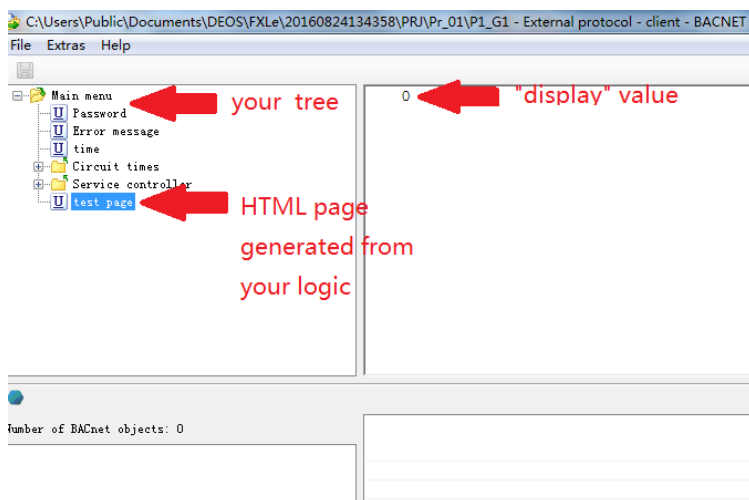 C:\Users\Public\Documents\DEOS\FXLe\20160824134358\PRJ\Pr_01\P1_G1 - External protocol - client - BACNET
File Extras Help
Main menu
your tree
0
"display" value
Password
Error message
time
Circuit times
Service controller
test page
HTML page
generated from
your logic
Number of BACnet objects: 0